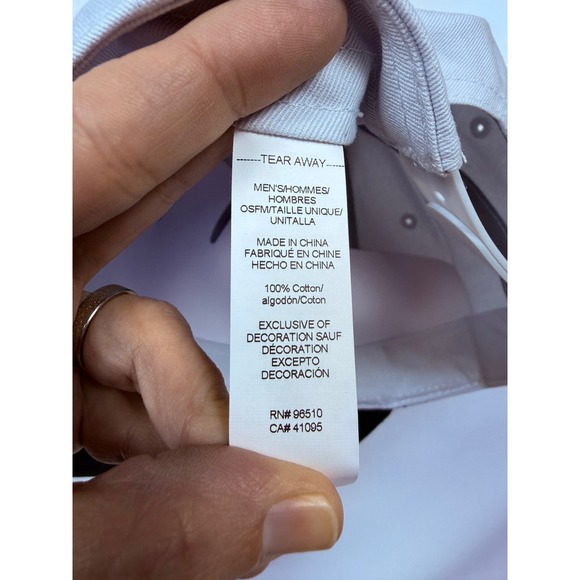 -------TEAR AWAY------
MEN'S/HOMMES/
HOMBRES
OSFM/TAILLE UNIQUE/
UNITALLA
MADE IN CHINA
FABRIQUÉ EN CHINE
HECHO EN CHINA
100% Cotton/
algodón/Coton
EXCLUSIVE OF
DECORATION SAUF
DÉCORATION
EXCEPTO
DECORACIÓN
RN# 96510
CA# 41095